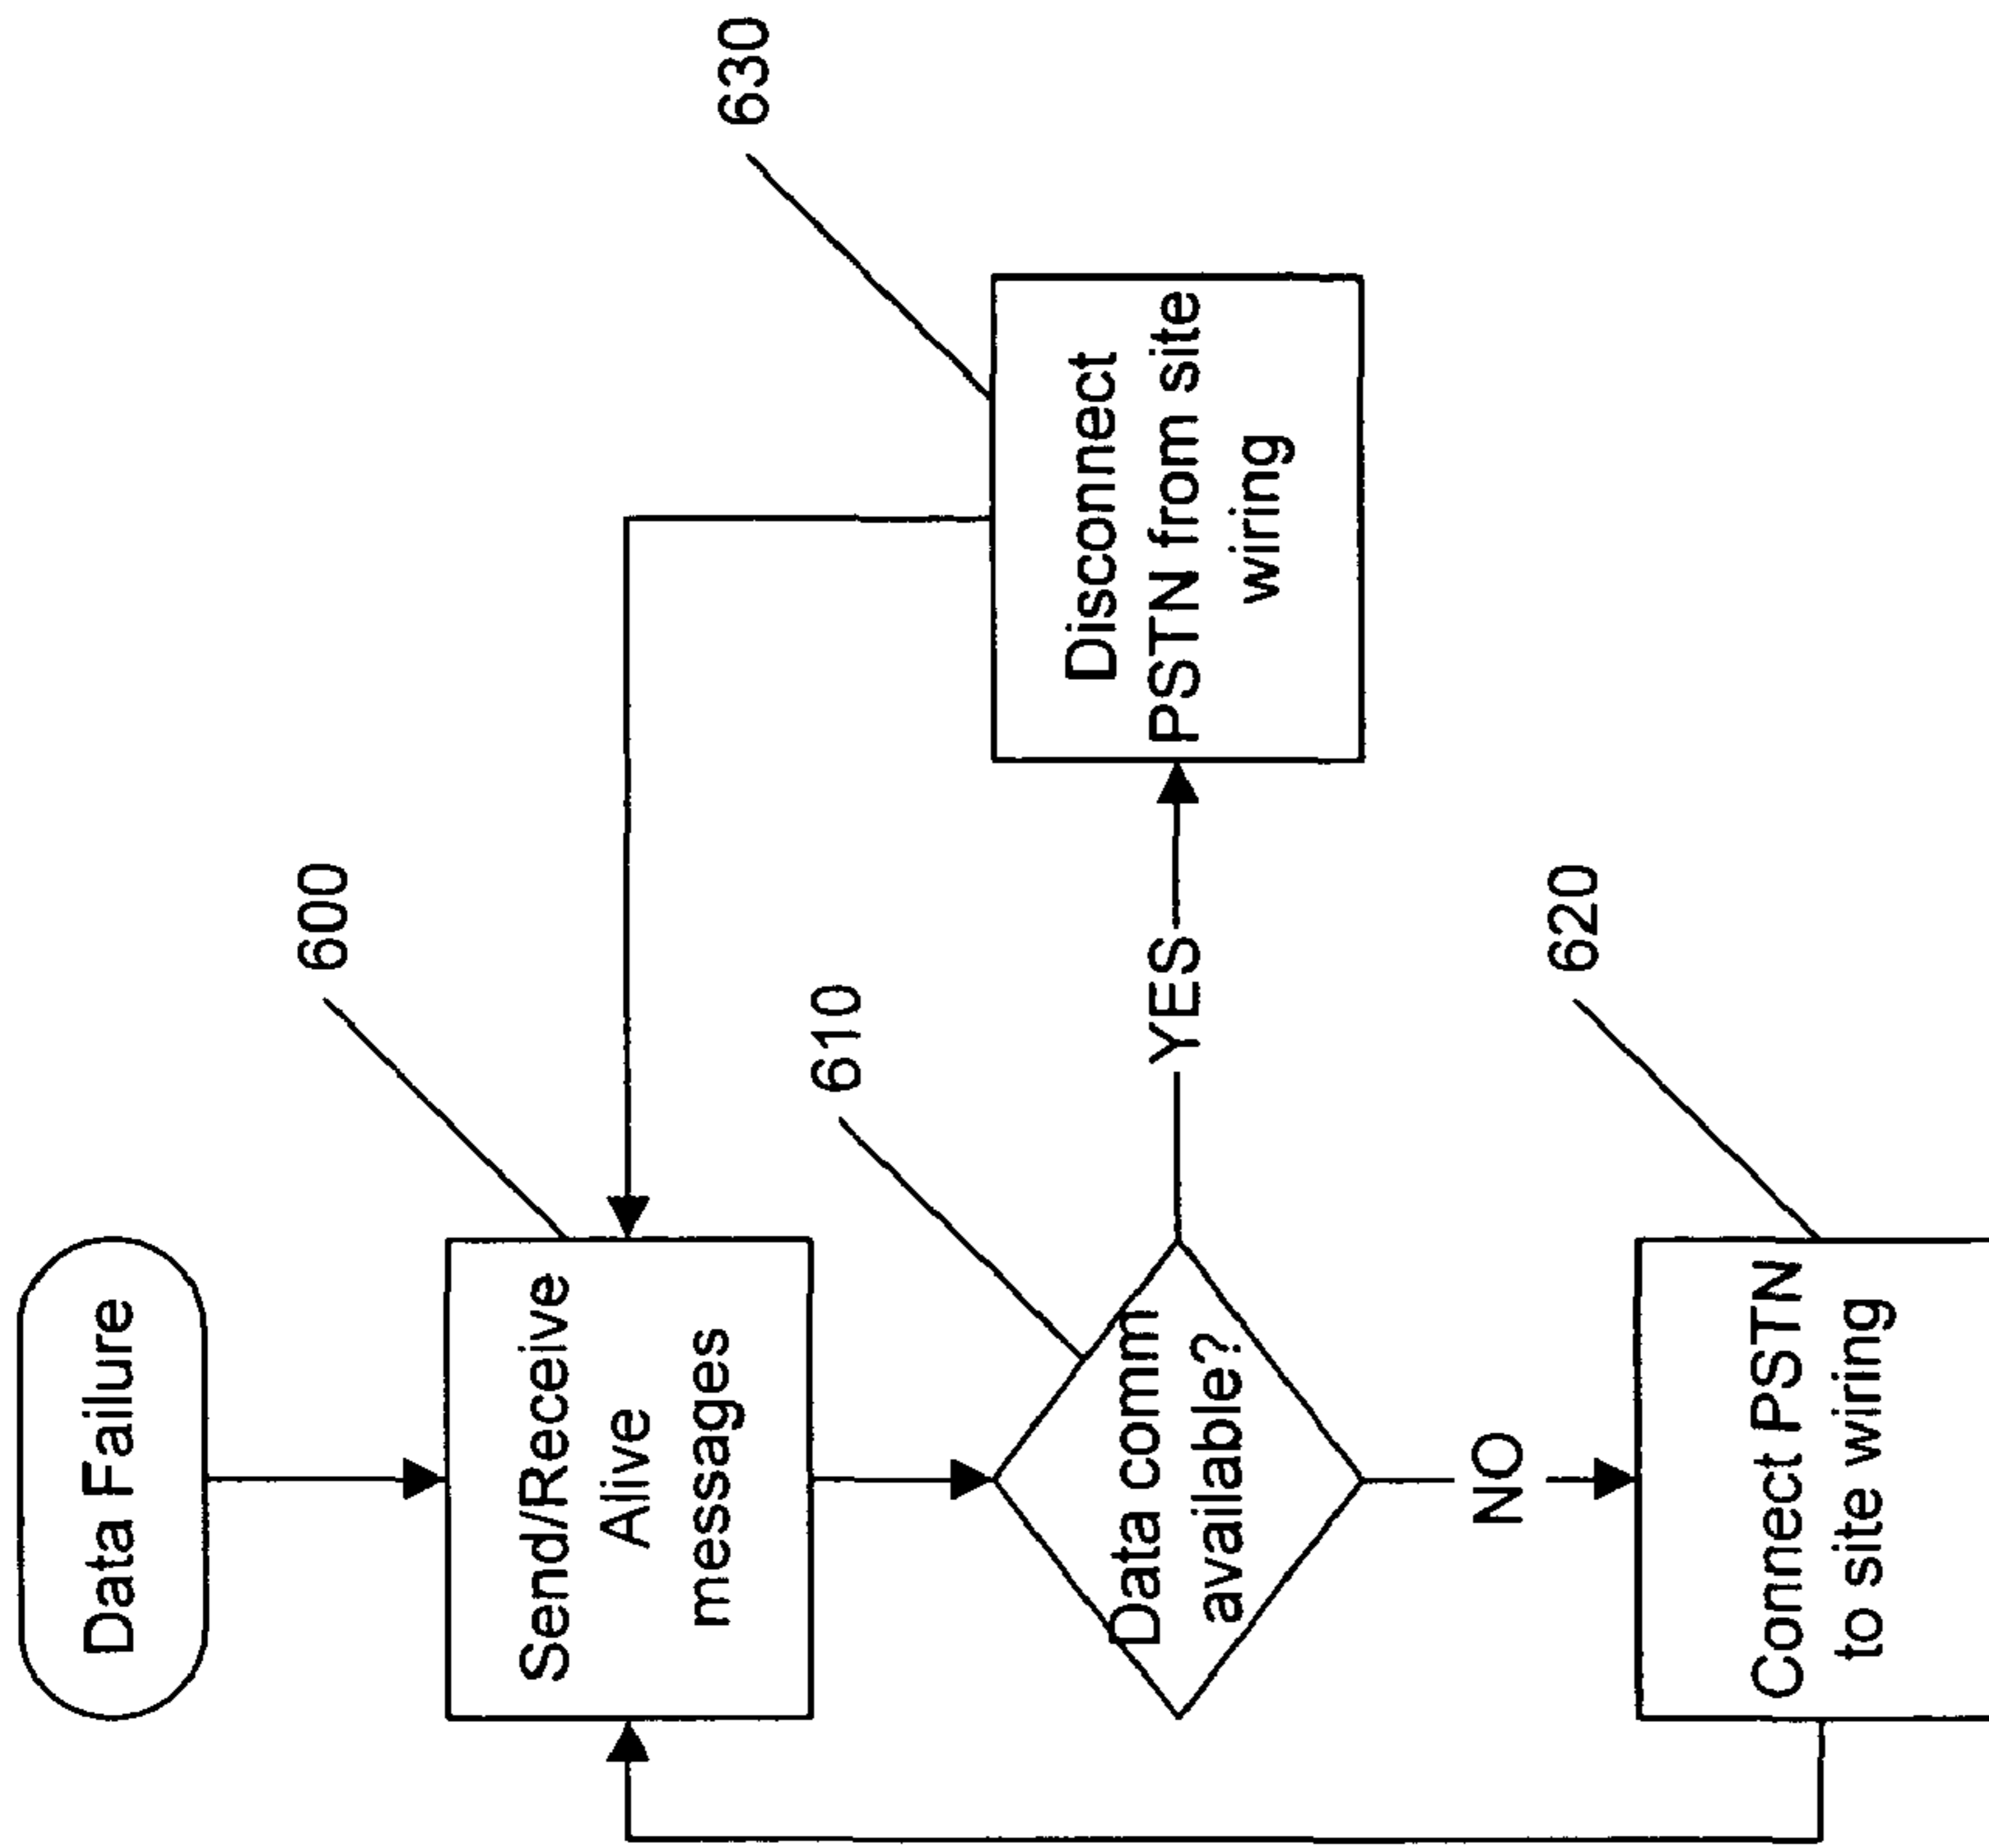 Data Failure
600
Send/Receive
Alive
messages
610
Data comm
available?
YES
630
Disconnect
PSTN from site
wiring
NO
620
Connect PSTN
to site wiring